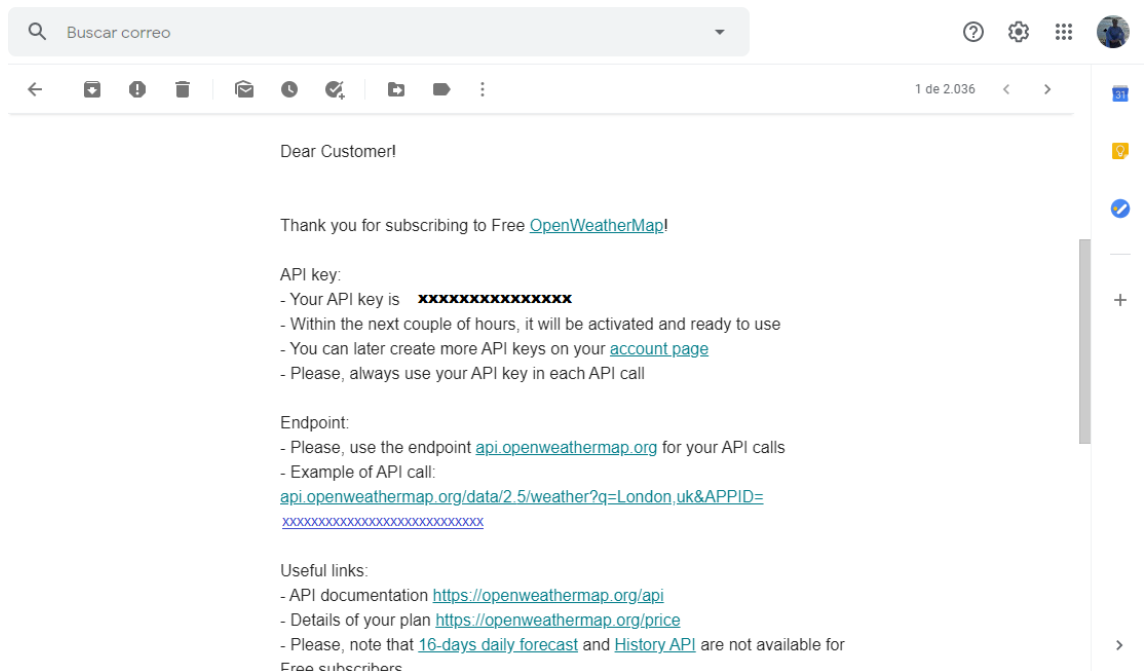 Buscar correo
1 de 2.036
31
Dear Customer!
Thank you for subscribing to Free OpenWeatherMap!
API key:
- Your API key is xxxxxxxxxxxxxxx
- Within the next couple of hours, it will be activated and ready to use
- You can later create more API keys on your account page
- Please, always use your API key in each API call
Endpoint:
- Please, use the endpoint api.openweathermap.org for your API calls
- Example of API call:
api.openweathermap.org/data/2.5/weather?q=London,uk&APPID=
xxxxxxxxxxxxxxxxxxxxxxxxxxxx
Useful links:
- API documentation https://openweathermap.org/api
- Details of your plan https://openweathermap.org/price
- Please, note that 16-days daily forecast and History API are not available for
Free subscribers